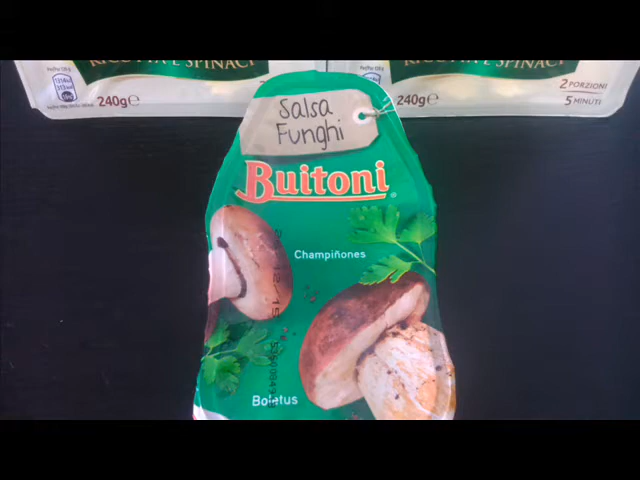 RICOTTA E SPINACI
240g℮
RICOTTA E SPINACI
240g℮
2 PORZIONI
5 MINUTI
Salsa
Funghi
Buitoni
Champiñones
Boletus